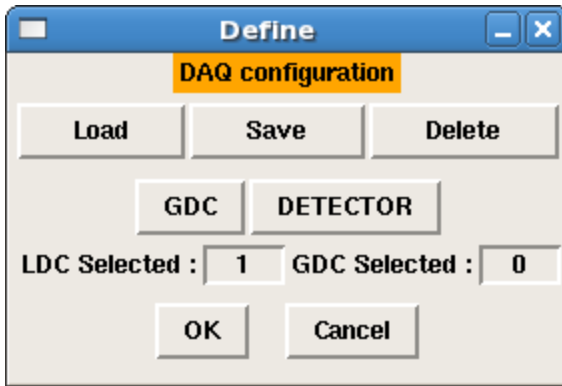 Define
DAQ configuration
Load Save Delete
GDC DETECTOR
LDC Selected : 1 GDC Selected : 0
OK Cancel